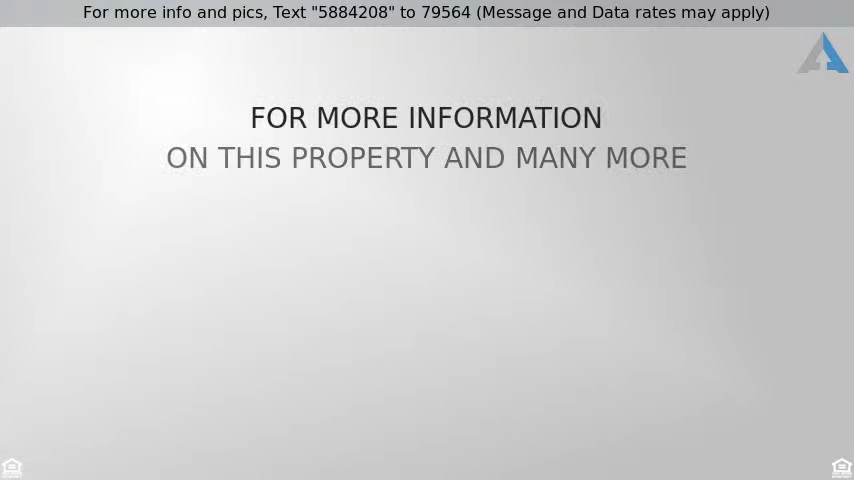 For more info and pics, Text "5884208" to 79564 (Message and Data rates may apply)
FOR MORE INFORMATION
ON THIS PROPERTY AND MANY MORE